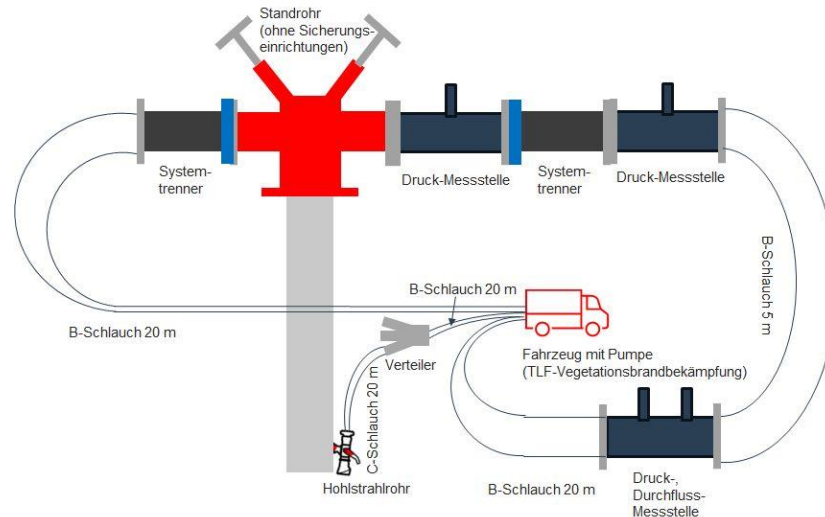 Standrohr
(ohne Sicherungs-
einrichtungen)
System-
trenner
Druck-Messstelle
System-
trenner
Druck-Messstelle
B-Schlauch 5 m
B-Schlauch 20 m
B-Schlauch 20 m
Verteiler
Fahrzeug mit Pumpe
(TLF-Vegetationsbrandbekämpfung)
C-Schlauch 20 m
Hohlstrahlrohr
B-Schlauch 20 m
Druck-,
Durchfluss-
Messstelle